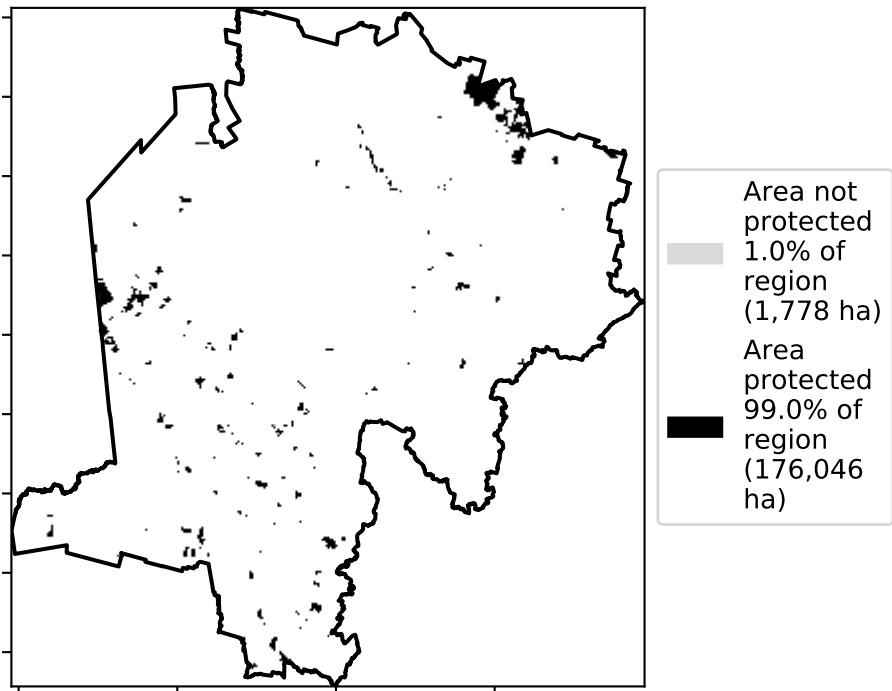 Area not
protected
1.0% of
region
(1,778 ha)
Area
protected
99.0% of
region
(176,046
ha)